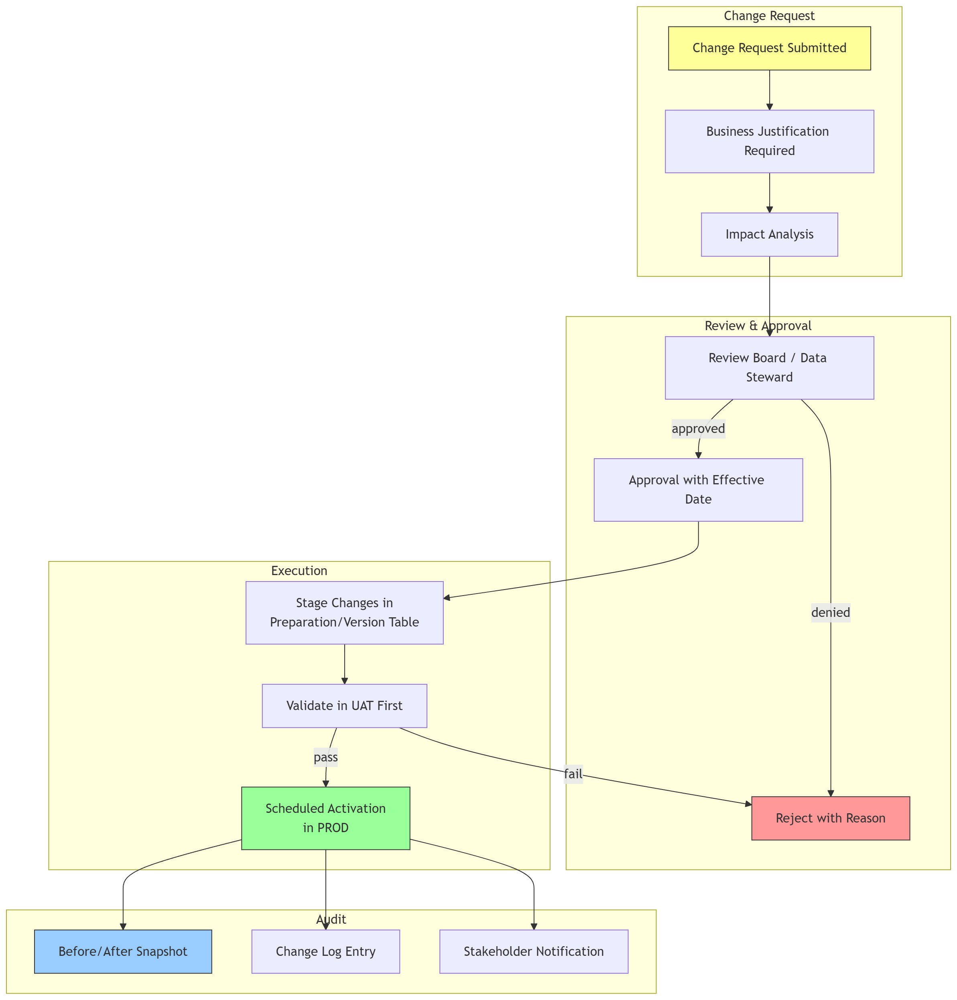 Change Request
Change Request Submitted
Business Justification
Required
Impact Analysis
Review & Approval
Review Board / Data
Steward
approved
Approval with Effective
Date
Execution
Stage Changes in
Preparation/Version Table
denied
Validate in UAT First
pass
fail
Scheduled Activation
in PROD
Reject with Reason
Audit
Before/After Snapshot
Change Log Entry
Stakeholder Notification